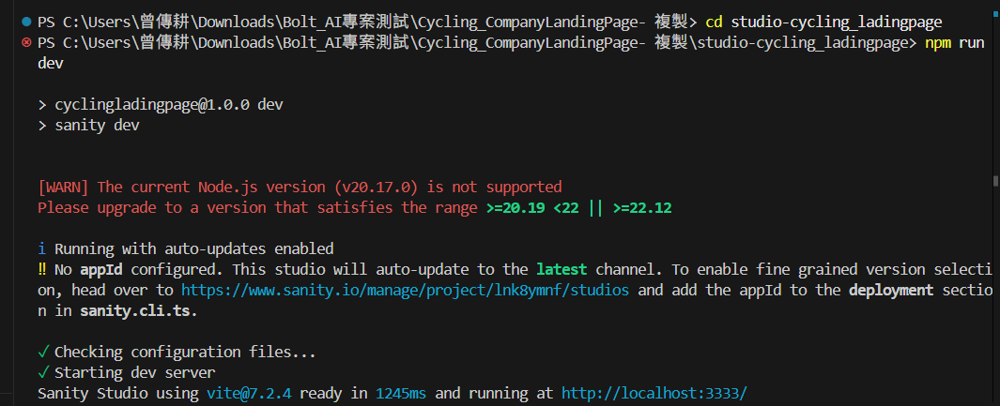 PS C:\Users\曾傳耕\Downloads\Bolt_AI專案測試\Cycling_CompanyLandingPage- 複製> cd studio-cycling_ladingpage
PS C:\Users\曾傳耕\Downloads\Bolt_AI專案測試\Cycling_CompanyLandingPage- 複製\studio-cycling_ladingpage> npm run
dev
> cyclingladingpage@1.0.0 dev
> sanity dev
[WARN] The current Node.js version (v20.17.0) is not supported
Please upgrade to a version that satisfies the range >=20.19 <22 || >=22.12
i Running with auto-updates enabled
‼ No appId configured. This studio will auto-update to the latest channel. To enable fine grained version selecti
on, head over to https://www.sanity.io/manage/project/lnk8ymnf/studios and add the appId to the deployment sectio
n in sanity.cli.ts.
✓ Checking configuration files...
✓ Starting dev server
Sanity Studio using vite@7.2.4 ready in 1245ms and running at http://localhost:3333/